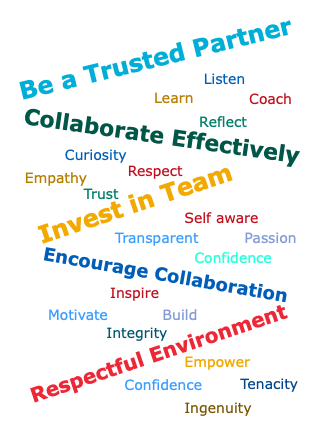 Be a Trusted Partner
Listen
Learn
Coach
Reflect
Collaborate Effectively
Curiosity
Respect
Empathy
Trust
Invest in Team
Self aware
Transparent
Passion
Confidence
Encourage Collaboration
Inspire
Motivate
Build
Integrity
Respectful Environment
Empower
Confidence
Tenacity
Ingenuity